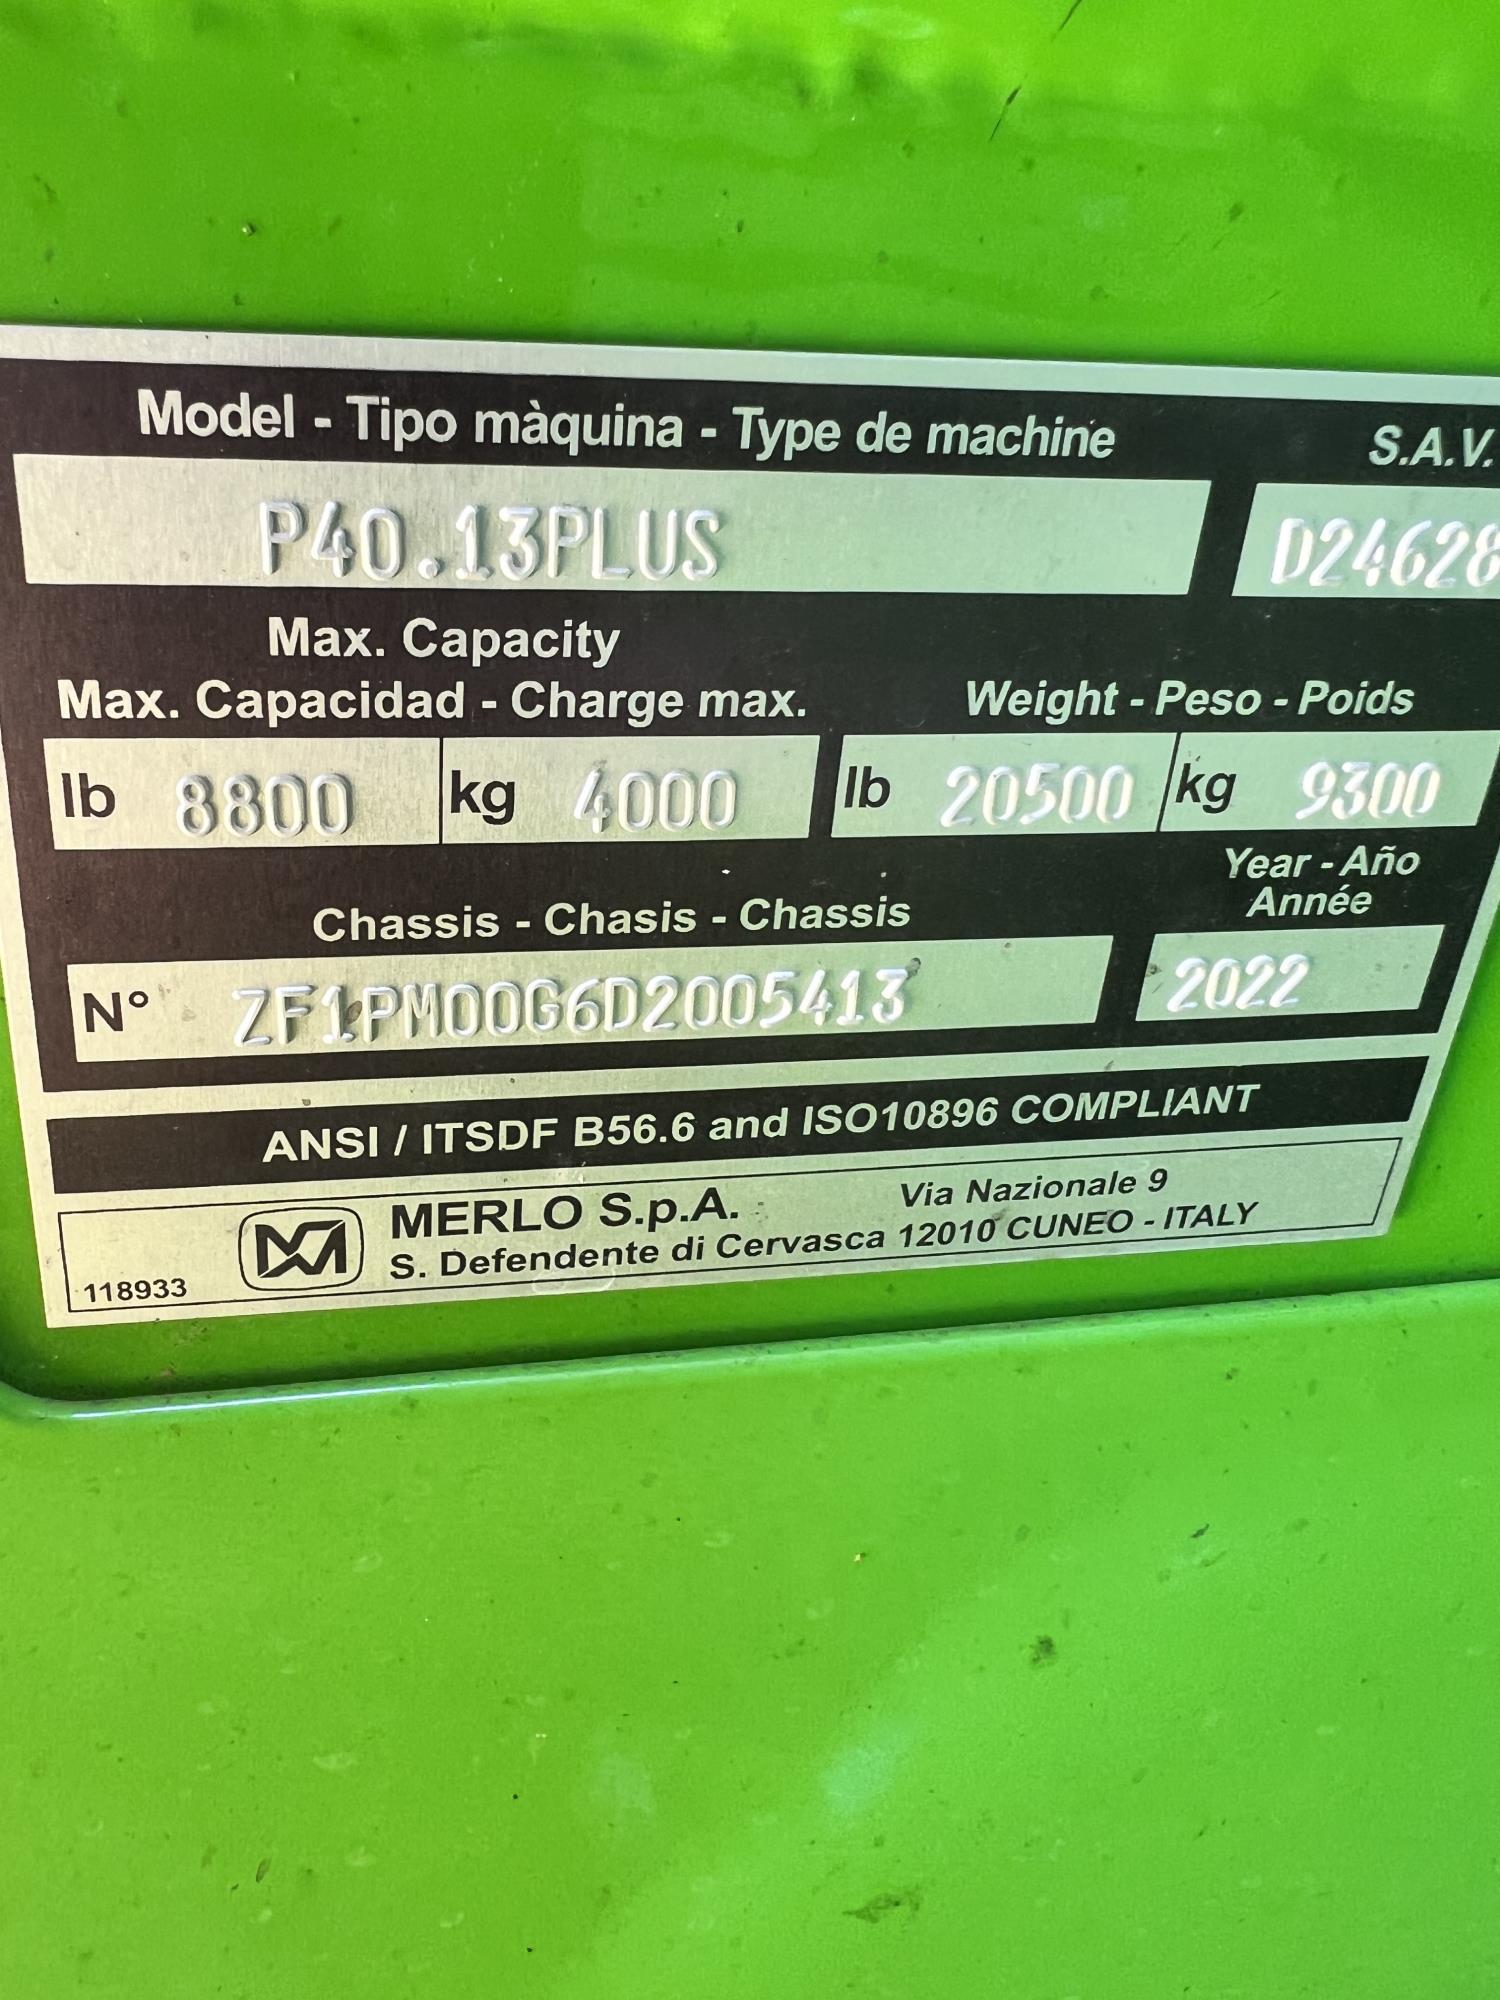 Model - Tipo màquina - Type de machine S.A.V.
P40.13PLUS D24628
Max. Capacity
Max. Capacidad - Charge max. Weight - Peso - Poids
lb 8800 kg 4000 lb 20500 kg 9300
Year - Año
Année
Chassis - Chasis - Chassis
N° ZF1PM00G6D2005413 2022
ANSI / ITSDF B56.6 and ISO10896 COMPLIANT
MERLO S.p.A. Via Nazionale 9
S. Defendente di Cervasca 12010 CUNEO - ITALY
118933